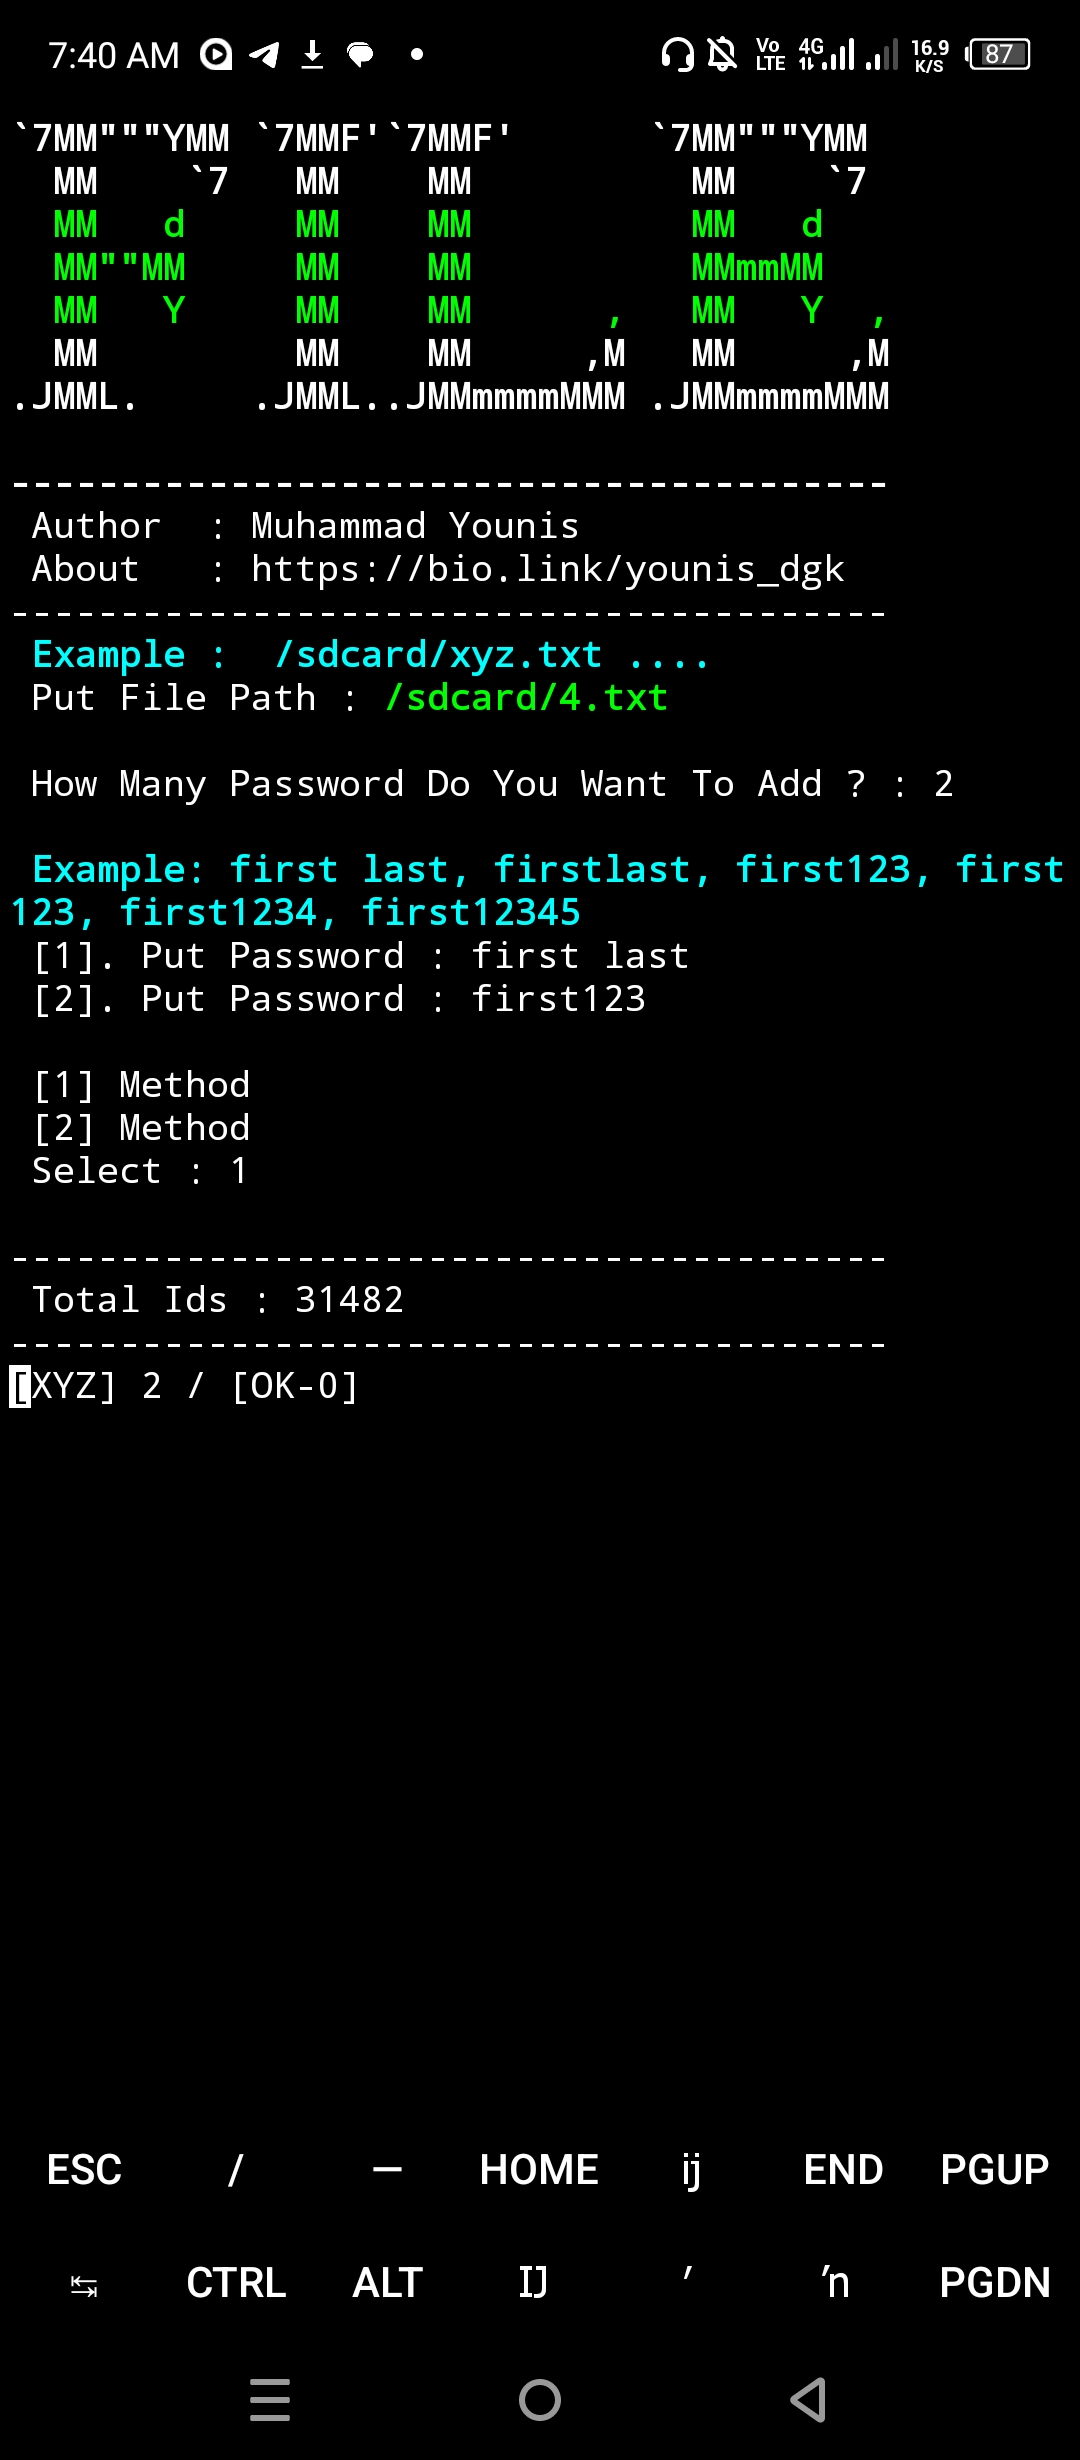 7:40 AM
Vo LTE 4G 16.9 K/S 87
`7MM"""YMM `7MMF'`7MMF'      `7MM"""YMM
  MM    `7   MM    MM          MM    `7
  MM   d     MM    MM          MM   d
  MM""MM     MM    MM          MMmmMM
  MM   Y     MM    MM      ,   MM   Y  ,
  MM         MM    MM     ,M   MM     ,M
.JMML.     .JMML..JMMmmmmMMM .JMMmmmmMMM
----------------------------------------
Author  : Muhammad Younis
About   : https://bio.link/younis_dgk
----------------------------------------
Example :  /sdcard/xyz.txt ....
Put File Path : /sdcard/4.txt
How Many Password Do You Want To Add ? : 2
Example: first last, firstlast, first123, first
123, first1234, first12345
[1]. Put Password : first last
[2]. Put Password : first123
[1] Method
[2] Method
Select : 1
----------------------------------------
Total Ids : 31482
----------------------------------------
[XYZ] 2 / [OK-0]
ESC / — HOME ij END PGUP
↹ CTRL ALT IJ ′ ŉ PGDN